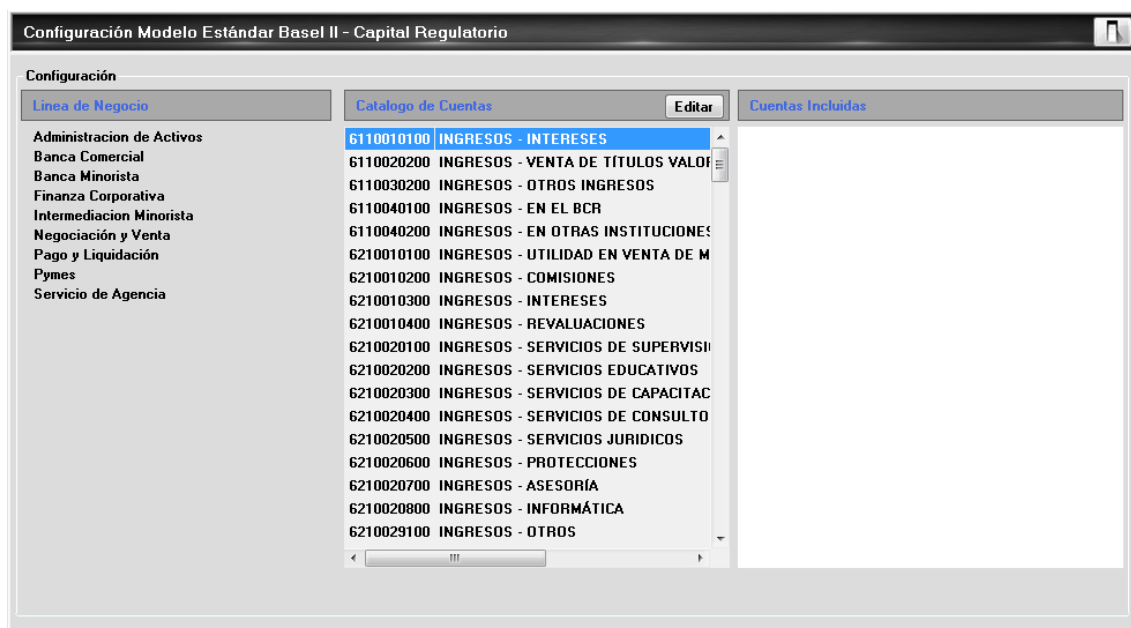 Configuración Modelo Estándar Basel II - Capital Regulatorio
Configuración
Linea de Negocio
Administracion de Activos
Banca Comercial
Banca Minorista
Finanza Corporativa
Intermediacion Minorista
Negociación y Venta
Pago y Liquidación
Pymes
Servicio de Agencia
Catalogo de Cuentas
Editar
6110010100 INGRESOS - INTERESES
6110020200 INGRESOS - VENTA DE TÍTULOS VALOR
6110030200 INGRESOS - OTROS INGRESOS
6110040100 INGRESOS - EN EL BCR
6110040200 INGRESOS - EN OTRAS INSTITUCIONES
6210010100 INGRESOS - UTILIDAD EN VENTA DE M
6210010200 INGRESOS - COMISIONES
6210010300 INGRESOS - INTERESES
6210010400 INGRESOS - REVALUACIONES
6210020100 INGRESOS - SERVICIOS DE SUPERVISI
6210020200 INGRESOS - SERVICIOS EDUCATIVOS
6210020300 INGRESOS - SERVICIOS DE CAPACITAC
6210020400 INGRESOS - SERVICIOS DE CONSULTO
6210020500 INGRESOS - SERVICIOS JURIDICOS
6210020600 INGRESOS - PROTECCIONES
6210020700 INGRESOS - ASESORÍA
6210020800 INGRESOS - INFORMÁTICA
6210029100 INGRESOS - OTROS
Cuentas Incluidas